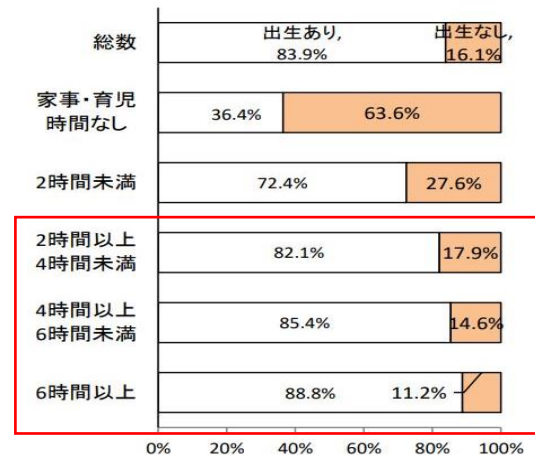 総数
出生あり,
83.9%
出生なし,
16.1%
家事・育児
時間なし
36.4%
63.6%
2時間未満
72.4%
27.6%
2時間以上
4時間未満
82.1%
17.9%
4時間以上
6時間未満
85.4%
14.6%
6時間以上
88.8%
11.2%
0%
20%
40%
60%
80%
100%